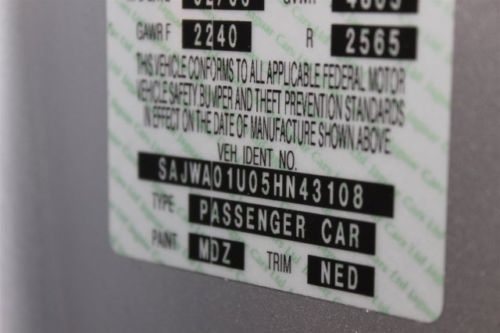 GAWR F 2240 R 2565
THIS VEHICLE CONFORMS TO ALL APPLICABLE FEDERAL MOTOR
VEHICLE SAFETY BUMPER AND THEFT PREVENTION STANDARDS
IN EFFECT ON THE DATE OF MANUFACTURE SHOWN ABOVE.
VEH IDENT NO.
SAJWA01U05HN43108
TYPE PASSENGER CAR
PAINT MDZ TRIM NED